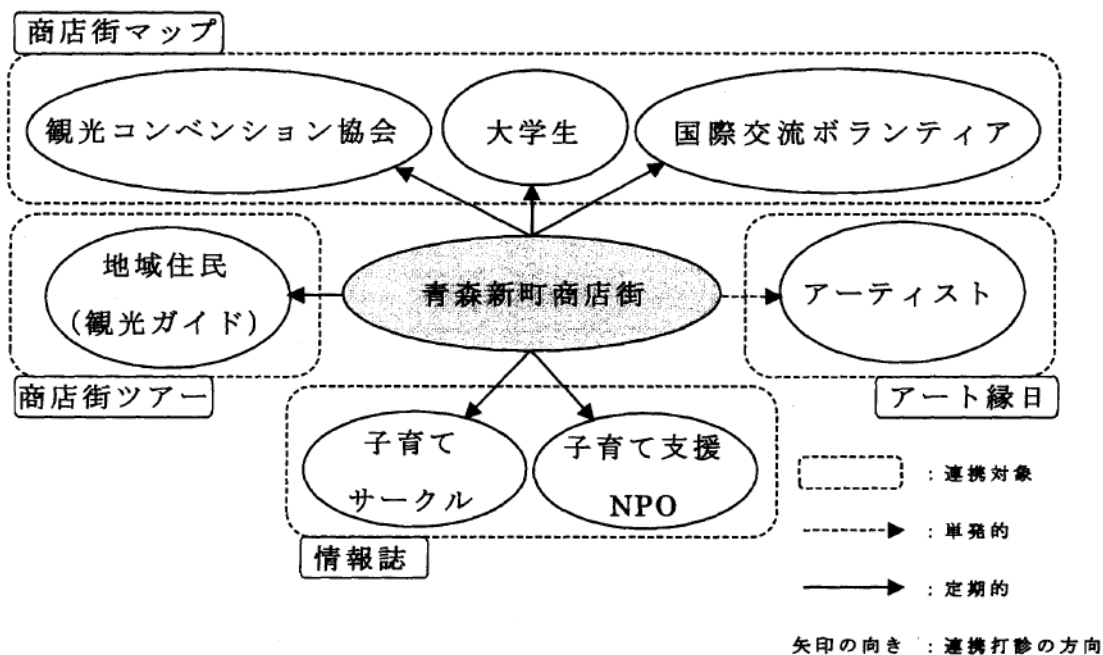 商店街マップ
観光コンベンション協会
大学生
国際交流ボランティア
地域住民
(観光ガイド)
青森新町商店街
アーティスト
商店街ツアー
アート縁日
子育て
サークル
子育て支援
NPO
情報誌
:連携対象
:単発的
:定期的
矢印の向き :連携打診の方向